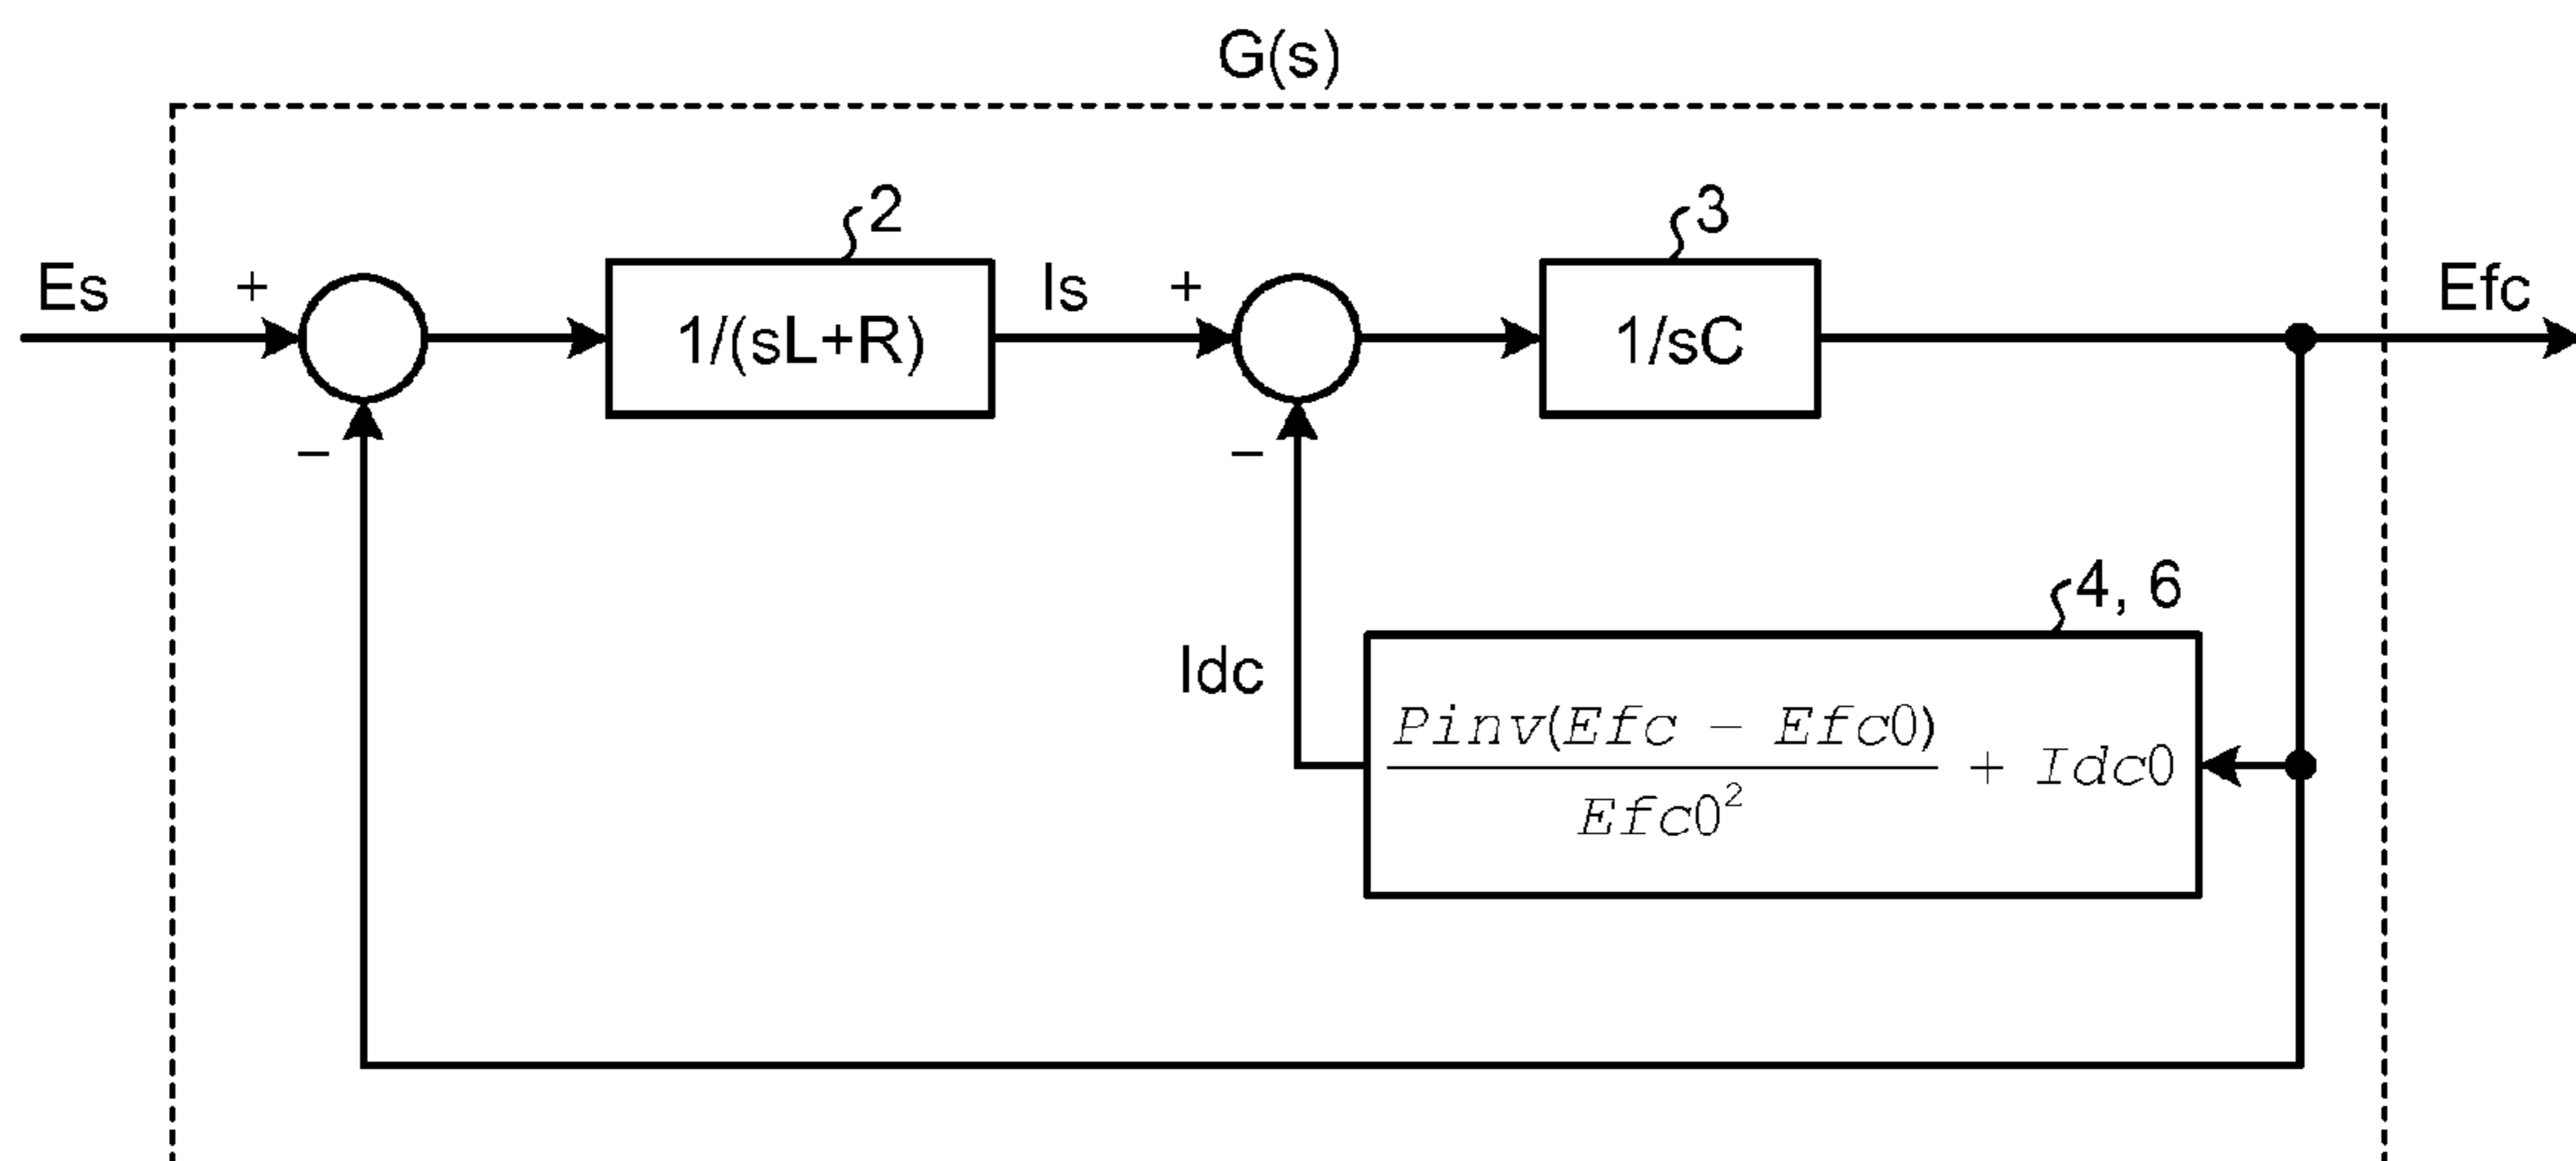 G(s)
2
3
Es
+
1/(sL+R)
Is
+
1/sC
Efc
−
−
4, 6
Idc
Pinv(Efc − Efc0)
+ Idc0
Efc0²